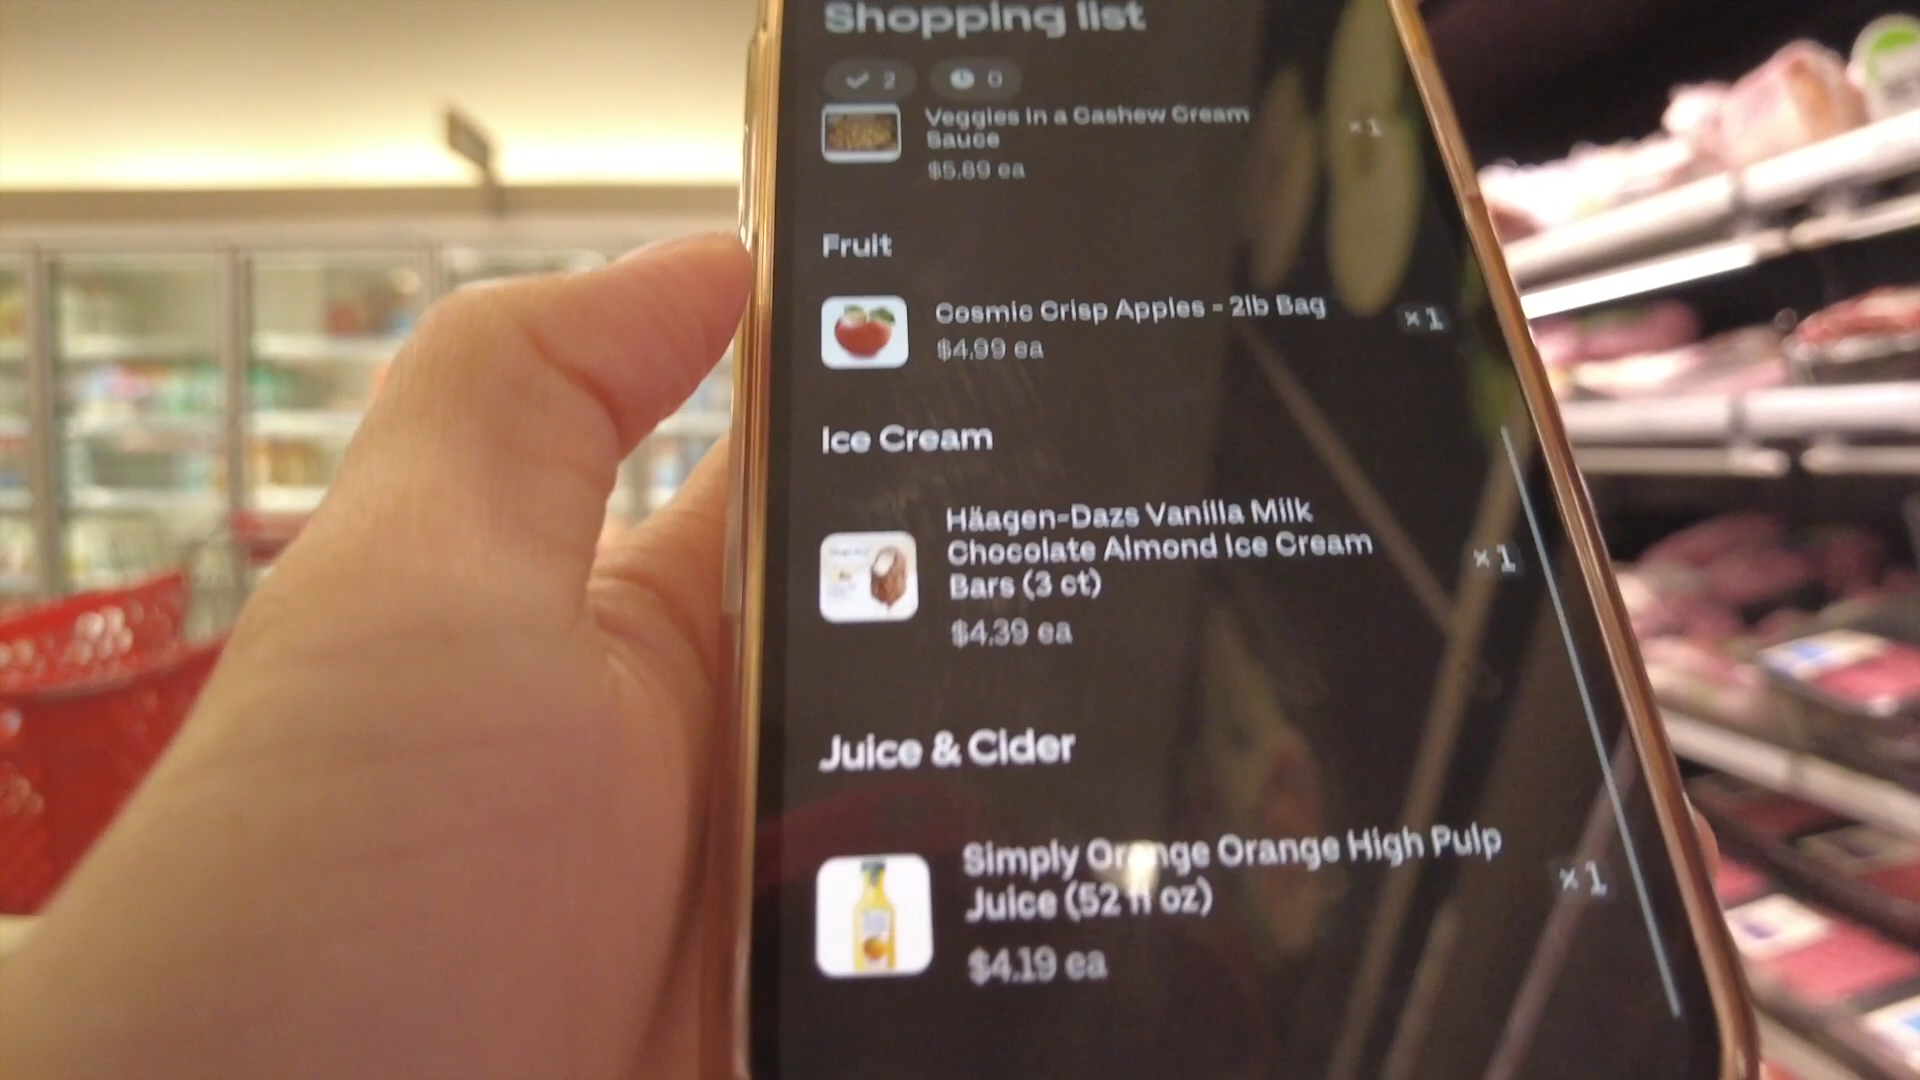 Shopping list
2
0
Veggies in a Cashew Cream
Sauce
× 1
$5.89 ea
Fruit
Cosmic Crisp Apples - 2lb Bag
× 1
$4.99 ea
Ice Cream
Häagen-Dazs Vanilla Milk
Chocolate Almond Ice Cream
Bars (3 ct)
× 1
$4.39 ea
Juice & Cider
Simply Orange Orange High Pulp
Juice (52 fl oz)
× 1
$4.19 ea